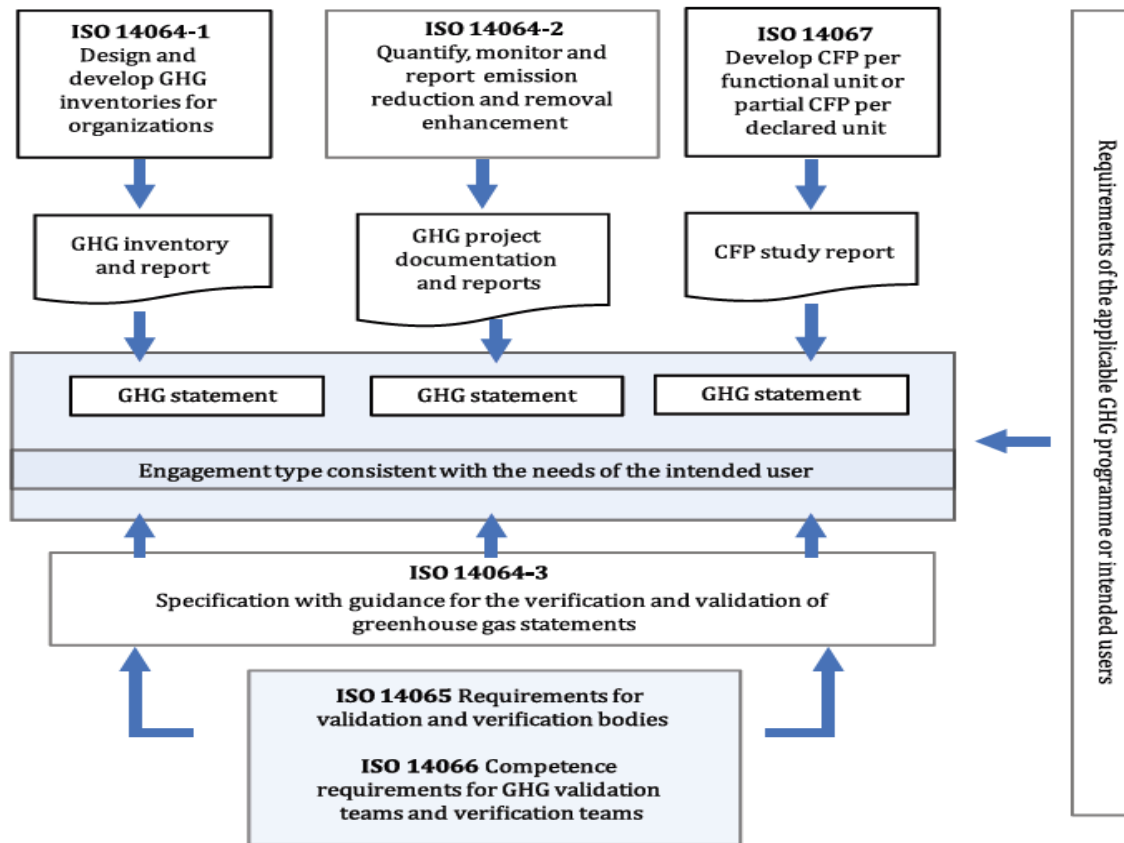 ISO 14064-1
Design and
develop GHG
inventories for
organizations
ISO 14064-2
Quantify, monitor and
report emission
reduction and removal
enhancement
ISO 14067
Develop CFP per
functional unit or
partial CFP per
declared unit
GHG inventory
and report
GHG project
documentation
and reports
CFP study report
GHG statement
GHG statement
GHG statement
Engagement type consistent with the needs of the intended user
ISO 14064-3
Specification with guidance for the verification and validation of
greenhouse gas statements
ISO 14065 Requirements for
validation and verification bodies
ISO 14066 Competence
requirements for GHG validation
teams and verification teams
Requirements of the applicable GHG programme or intended users